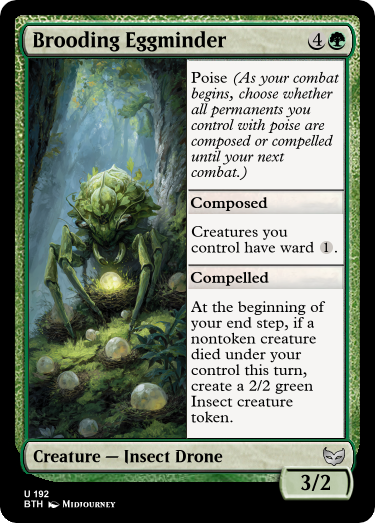 Brooding Eggminder 4
Poise (As your combat
begins, choose whether
all permanents you
control with poise are
composed or compelled
until your next
combat.)
Composed
Creatures you
control have ward 1.
Compelled
At the beginning of
your end step, if a
nontoken creature
died under your
control this turn,
create a 2/2 green
Insect creature
token.
Creature — Insect Drone
3/2
U 192
BTH Midjourney